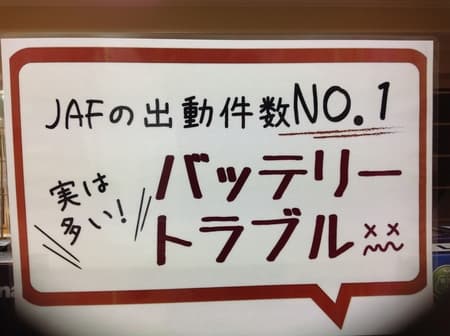 JAFの出動件数NO.1
実は
多い!
バッテリー
トラブル